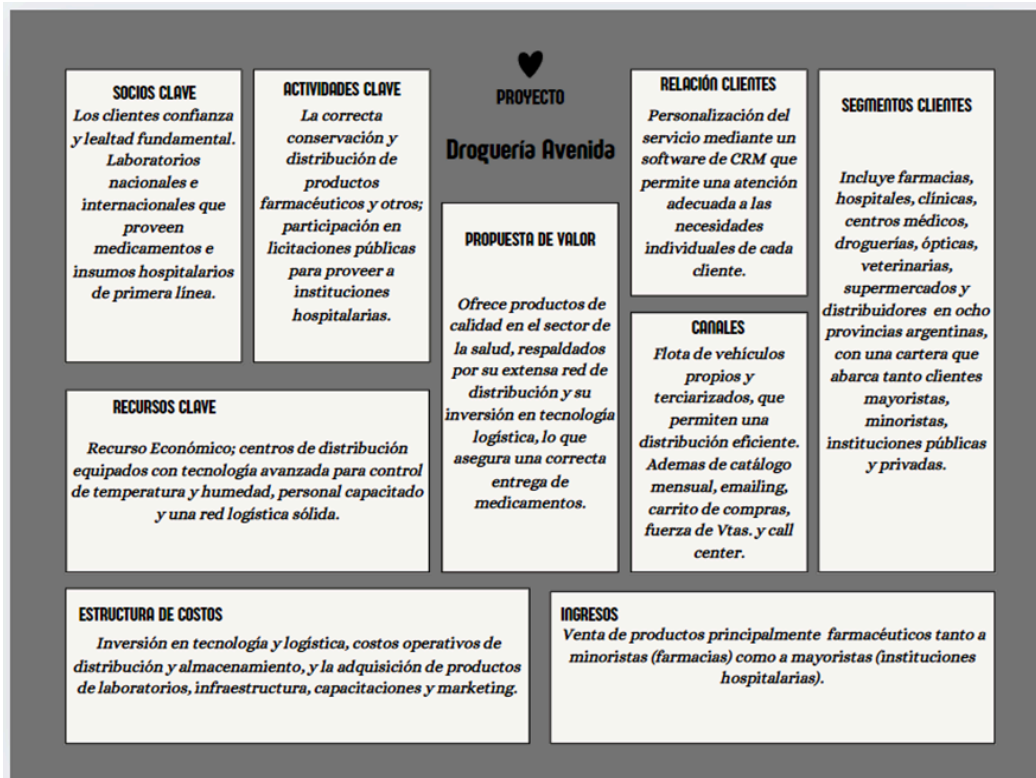 PROYECTO
Droguería Avenida
SOCIOS CLAVE
Los clientes confianza
y lealtad fundamental.
Laboratorios
nacionales e
internacionales que
proveen
medicamentos e
insumos hospitalarios
de primera línea.
ACTIVIDADES CLAVE
La correcta
conservación y
distribución de
productos
farmacéuticos y otros;
participación en
licitaciones públicas
para proveer a
instituciones
hospitalarias.
RECURSOS CLAVE
Recurso Económico; centros de distribución
equipados con tecnología avanzada para control
de temperatura y humedad, personal capacitado
y una red logística sólida.
PROPUESTA DE VALOR
Ofrece productos de
calidad en el sector de
la salud, respaldados
por su extensa red de
distribución y su
inversión en tecnología
logística, lo que
asegura una correcta
entrega de
medicamentos.
RELACIÓN CLIENTES
Personalización del
servicio mediante un
software de CRM que
permite una atención
adecuada a las
necesidades
individuales de cada
cliente.
CANALES
Flota de vehículos
propios y
terciarizados, que
permiten una
distribución eficiente.
Ademas de catálogo
mensual, emailing,
carrito de compras,
fuerza de Vtas. y call
center.
SEGMENTOS CLIENTES
Incluye farmacias,
hospitales, clínicas,
centros médicos,
droguerías, ópticas,
veterinarias,
supermercados y
distribuidores en ocho
provincias argentinas,
con una cartera que
abarca tanto clientes
mayoristas,
minoristas,
instituciones públicas
y privadas.
ESTRUCTURA DE COSTOS
Inversión en tecnología y logística, costos operativos de
distribución y almacenamiento, y la adquisición de productos
de laboratorios, infraestructura, capacitaciones y marketing.
INGRESOS
Venta de productos principalmente farmacéuticos tanto a
minoristas (farmacias) como a mayoristas (instituciones
hospitalarias).